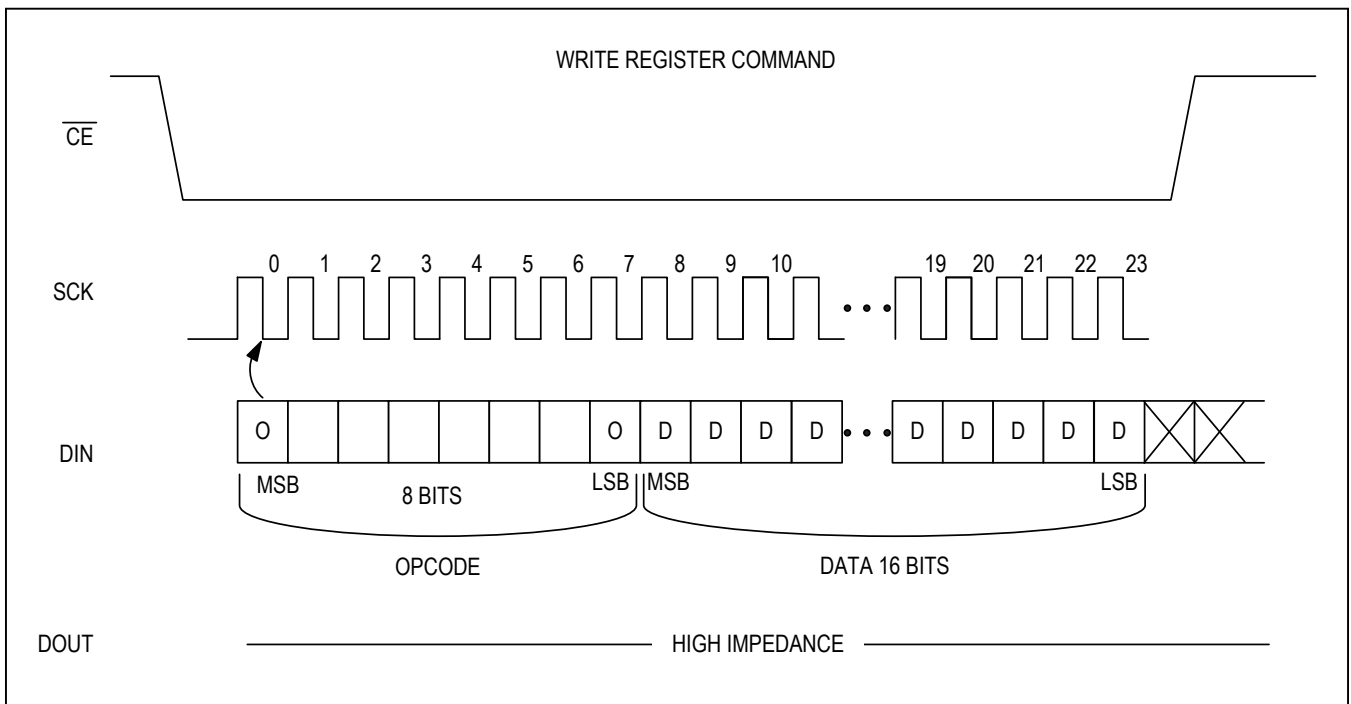 WRITE REGISTER COMMAND
CE
SCK
0 1 2 3 4 5 6 7 8 9 10 19 20 21 22 23
DIN
O O D D D D • • • D D D D D
MSB 8 BITS LSB MSB LSB
OPCODE DATA 16 BITS
DOUT HIGH IMPEDANCE